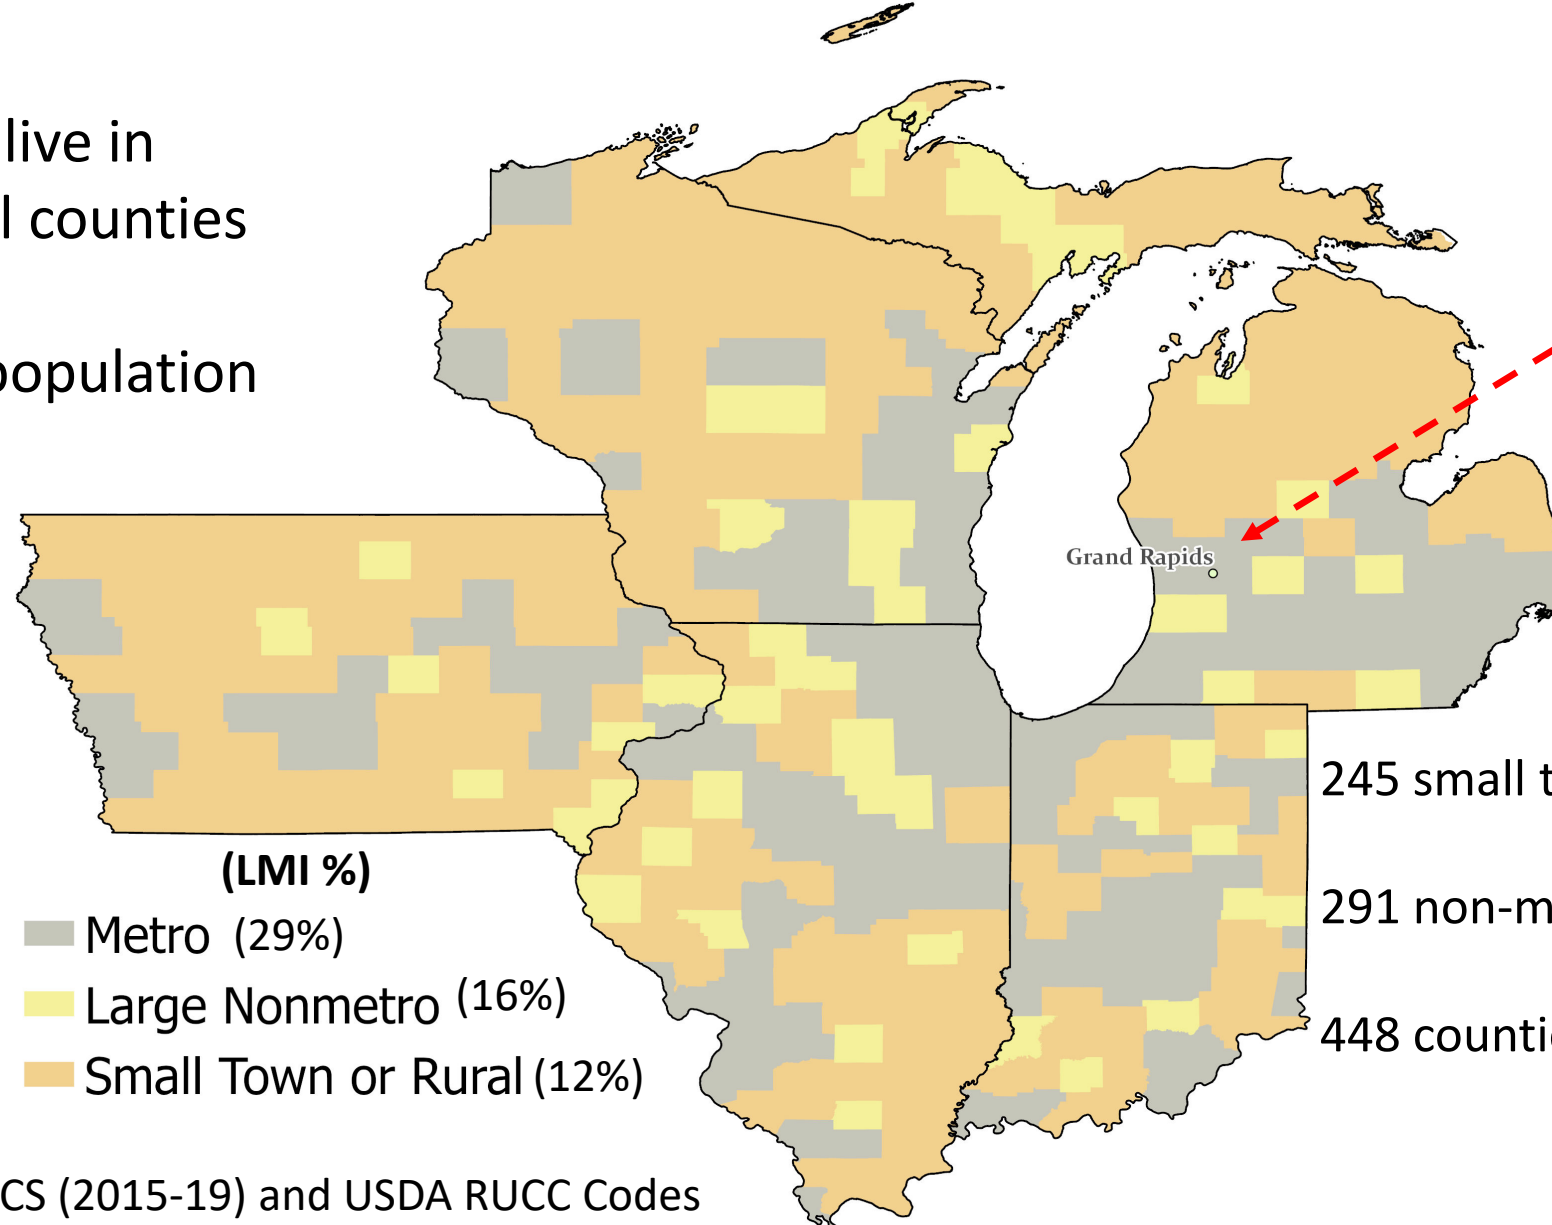 live in
l counties
population
Grand Rapids
245 small t
291 non-m
448 counti
(LMI %)
Metro (29%)
Large Nonmetro (16%)
Small Town or Rural (12%)
CS (2015-19) and USDA RUCC Codes